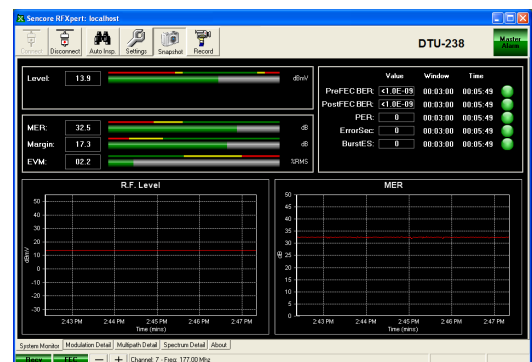 Sencore RFXpert: localhost
Connect Disconnect Auto Insp. Settings Snapshot Record DTU-238 Master Alarm
Level: 13.9 dBmV
MER: 32.5 dB
Margin: 17.3 dB
EVM: 02.2 %RMS
Value Window Time
PreFEC BER: <1.0E-09 00:03:00 00:05:49
PostFEC BER: <1.0E-09 00:03:00 00:05:49
PER: 0 00:03:00 00:05:49
ErrorSec: 0 00:03:00 00:05:49
BurstES: 0 00:03:00 00:05:49
R.F. Level
50
40
30
20
10
0
-10
-20
-30
dBmV
2:43 PM 2:44 PM 2:45 PM 2:46 PM 2:47 PM
Time (mins)
MER
50
45
40
35
30
25
20
15
10
5
0
dB
2:43 PM 2:44 PM 2:45 PM 2:46 PM 2:47 PM
Time (mins)
System Monitor Modulation Detail Multipath Detail Spectrum Detail About
Channel: 7 - Freq: 177.00 Mhz